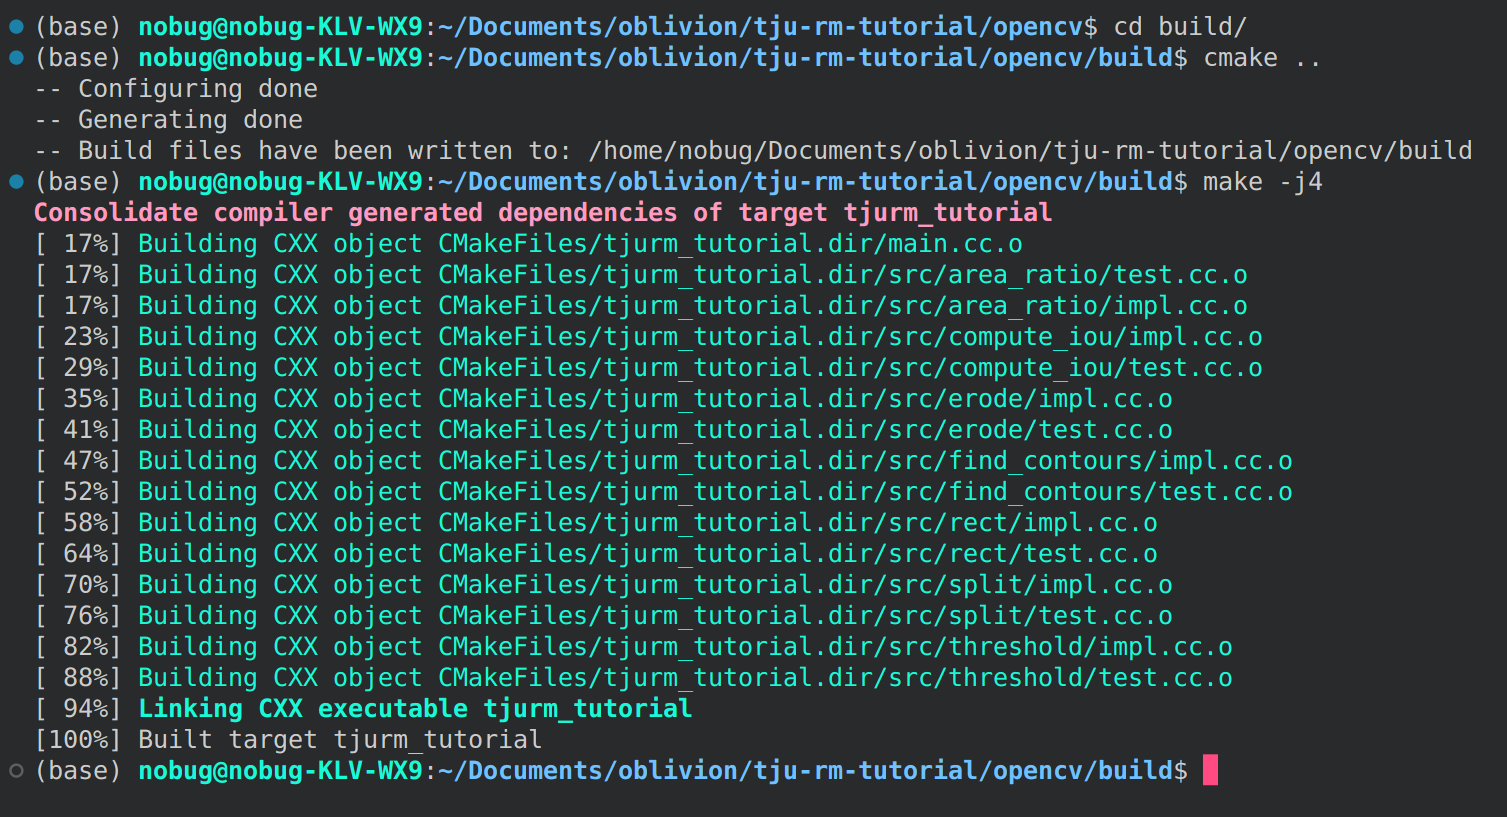 (base) nobug@nobug-KLV-WX9:~/Documents/oblivion/tju-rm-tutorial/opencv$ cd build/
(base) nobug@nobug-KLV-WX9:~/Documents/oblivion/tju-rm-tutorial/opencv/build$ cmake ..
-- Configuring done
-- Generating done
-- Build files have been written to: /home/nobug/Documents/oblivion/tju-rm-tutorial/opencv/build
(base) nobug@nobug-KLV-WX9:~/Documents/oblivion/tju-rm-tutorial/opencv/build$ make -j4
Consolidate compiler generated dependencies of target tjurm_tutorial
[ 17%] Building CXX object CMakeFiles/tjurm_tutorial.dir/main.cc.o
[ 17%] Building CXX object CMakeFiles/tjurm_tutorial.dir/src/area_ratio/test.cc.o
[ 17%] Building CXX object CMakeFiles/tjurm_tutorial.dir/src/area_ratio/impl.cc.o
[ 23%] Building CXX object CMakeFiles/tjurm_tutorial.dir/src/compute_iou/impl.cc.o
[ 29%] Building CXX object CMakeFiles/tjurm_tutorial.dir/src/compute_iou/test.cc.o
[ 35%] Building CXX object CMakeFiles/tjurm_tutorial.dir/src/erode/impl.cc.o
[ 41%] Building CXX object CMakeFiles/tjurm_tutorial.dir/src/erode/test.cc.o
[ 47%] Building CXX object CMakeFiles/tjurm_tutorial.dir/src/find_contours/impl.cc.o
[ 52%] Building CXX object CMakeFiles/tjurm_tutorial.dir/src/find_contours/test.cc.o
[ 58%] Building CXX object CMakeFiles/tjurm_tutorial.dir/src/rect/impl.cc.o
[ 64%] Building CXX object CMakeFiles/tjurm_tutorial.dir/src/rect/test.cc.o
[ 70%] Building CXX object CMakeFiles/tjurm_tutorial.dir/src/split/impl.cc.o
[ 76%] Building CXX object CMakeFiles/tjurm_tutorial.dir/src/split/test.cc.o
[ 82%] Building CXX object CMakeFiles/tjurm_tutorial.dir/src/threshold/impl.cc.o
[ 88%] Building CXX object CMakeFiles/tjurm_tutorial.dir/src/threshold/test.cc.o
[ 94%] Linking CXX executable tjurm_tutorial
[100%] Built target tjurm_tutorial
(base) nobug@nobug-KLV-WX9:~/Documents/oblivion/tju-rm-tutorial/opencv/build$